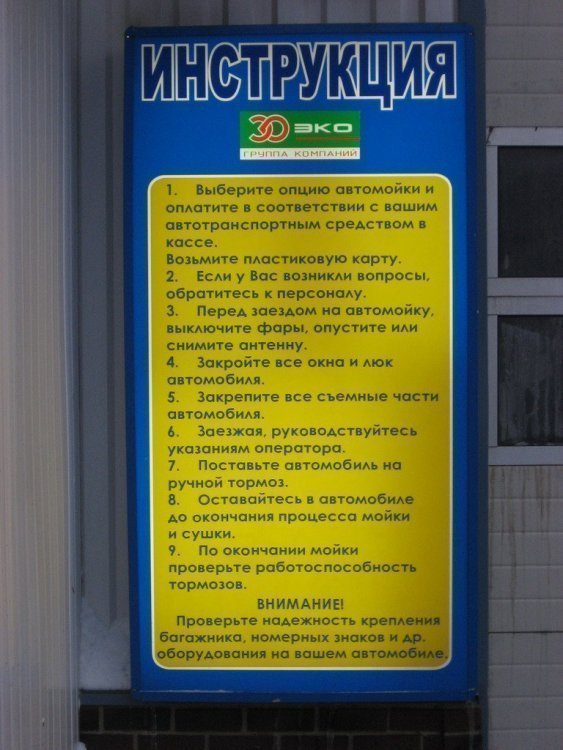 ИНСТРУКЦИЯ
ЭО ЭКО
ГРУППА КОМПАНИЙ
1. Выберите опцию автомойки и
оплатите в соответствии с вашим
автотранспортным средством в
кассе.
Возьмите пластиковую карту.
2. Если у Вас возникли вопросы,
обратитесь к персоналу.
3. Перед заездом на автомойку,
выключите фары, опустите или
снимите антенну.
4. Закройте все окна и люк
автомобиля.
5. Закрепите все съемные части
автомобиля.
6. Заезжая, руководствуйтесь
указаниям оператора.
7. Поставьте автомобиль на
ручной тормоз.
8. Оставайтесь в автомобиле
до окончания процесса мойки
и сушки.
9. По окончании мойки
проверьте работоспособность
тормозов.
ВНИМАНИЕ!
Проверьте надежность крепления
багажника, номерных знаков и др.
оборудования на вашем автомобиле.